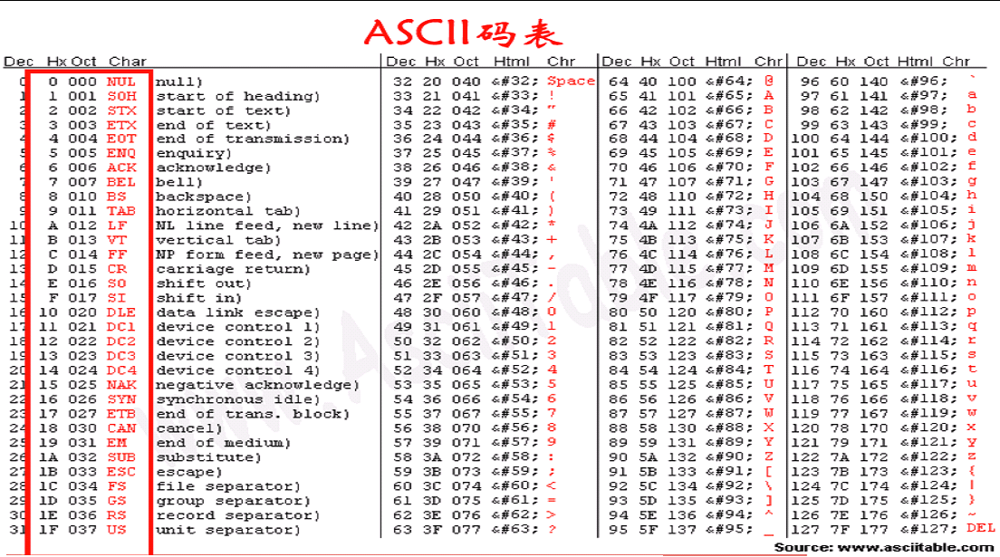 ASCII码表
Dec Hx Oct Char Dec Hx Oct Html Chr Dec Hx Oct Html Chr Dec Hx Oct Html Chr
0 0 000 NUL null) 32 20 040 &#32; Space 64 40 100 &#64; @ 96 60 140 &#96; `
1 1 001 SOH start of heading) 33 21 041 &#33; ! 65 41 101 &#65; A 97 61 141 &#97; a
2 2 002 STX start of text) 34 22 042 &#34; " 66 42 102 &#66; B 98 62 142 &#98; b
3 3 003 ETX end of text) 35 23 043 &#35; # 67 43 103 &#67; C 99 63 143 &#99; c
4 4 004 EOT end of transmission) 36 24 044 &#36; $ 68 44 104 &#68; D 100 64 144 &#100; d
5 5 005 ENQ enquiry) 37 25 045 &#37; % 69 45 105 &#69; E 101 65 145 &#101; e
6 6 006 ACK acknowledge) 38 26 046 &#38; & 70 46 106 &#70; F 102 66 146 &#102; f
7 7 007 BEL bell) 39 27 047 &#39; ' 71 47 107 &#71; G 103 67 147 &#103; g
8 8 010 BS backspace) 40 28 050 &#40; ( 72 48 110 &#72; H 104 68 150 &#104; h
9 9 011 TAB horizontal tab) 41 29 051 &#41; ) 73 49 111 &#73; I 105 69 151 &#105; i
10 A 012 LF NL line feed, new line) 42 2A 052 &#42; * 74 4A 112 &#74; J 106 6A 152 &#106; j
11 B 013 VT vertical tab) 43 2B 053 &#43; + 75 4B 113 &#75; K 107 6B 153 &#107; k
12 C 014 FF NP form feed, new page) 44 2C 054 &#44; , 76 4C 114 &#76; L 108 6C 154 &#108; l
13 D 015 CR carriage return) 45 2D 055 &#45; - 77 4D 115 &#77; M 109 6D 155 &#109; m
14 E 016 SO shift out) 46 2E 056 &#46; . 78 4E 116 &#78; N 110 6E 156 &#110; n
15 F 017 SI shift in) 47 2F 057 &#47; / 79 4F 117 &#79; O 111 6F 157 &#111; o
16 10 020 DLE data link escape) 48 30 060 &#48; 0 80 50 120 &#80; P 112 70 160 &#112; p
17 11 021 DC1 device control 1) 49 31 061 &#49; 1 81 51 121 &#81; Q 113 71 161 &#113; q
18 12 022 DC2 device control 2) 50 32 062 &#50; 2 82 52 122 &#82; R 114 72 162 &#114; r
19 13 023 DC3 device control 3) 51 33 063 &#51; 3 83 53 123 &#83; S 115 73 163 &#115; s
20 14 024 DC4 device control 4) 52 34 064 &#52; 4 84 54 124 &#84; T 116 74 164 &#116; t
21 15 025 NAK negative acknowledge) 53 35 065 &#53; 5 85 55 125 &#85; U 117 75 165 &#117; u
22 16 026 SYN synchronous idle) 54 36 066 &#54; 6 86 56 126 &#86; V 118 76 166 &#118; v
23 17 027 ETB end of trans. block) 55 37 067 &#55; 7 87 57 127 &#87; W 119 77 167 &#119; w
24 18 030 CAN cancel) 56 38 070 &#56; 8 88 58 130 &#88; X 120 78 170 &#120; x
25 19 031 EM end of medium) 57 39 071 &#57; 9 89 59 131 &#89; Y 121 79 171 &#121; y
26 1A 032 SUB substitute) 58 3A 072 &#58; : 90 5A 132 &#90; Z 122 7A 172 &#122; z
27 1B 033 ESC escape) 59 3B 073 &#59; ; 91 5B 133 &#91; [ 123 7B 173 &#123; {
28 1C 034 FS file separator) 60 3C 074 &#60; < 92 5C 134 &#92; \ 124 7C 174 &#124; |
29 1D 035 GS group separator) 61 3D 075 &#61; = 93 5D 135 &#93; ] 125 7D 175 &#125; }
30 1E 036 RS record separator) 62 3E 076 &#62; > 94 5E 136 &#94; ^ 126 7E 176 &#126; ~
31 1F 037 US unit separator) 63 3F 077 &#63; ? 95 5F 137 &#95; _ 127 7F 177 &#127; DEL
Source: www.asciitable.com
www.AsciiTable.com